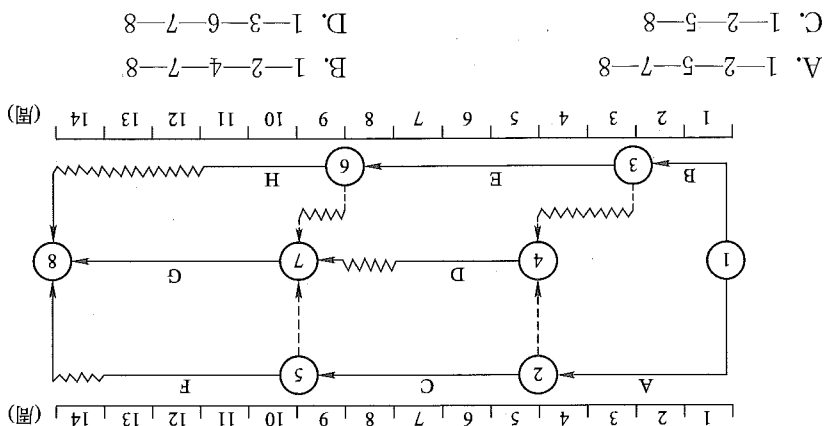 1 2 3 4 5 6 7 8 9 10 11 12 13 14 (周)
A 2 C 5 F
1 4 D 7 G 8
B 3 E 6 H
1 2 3 4 5 6 7 8 9 10 11 12 13 14 (周)
A. 1—2—5—7—8 B. 1—2—4—7—8
C. 1—2—5—8 D. 1—3—6—7—8